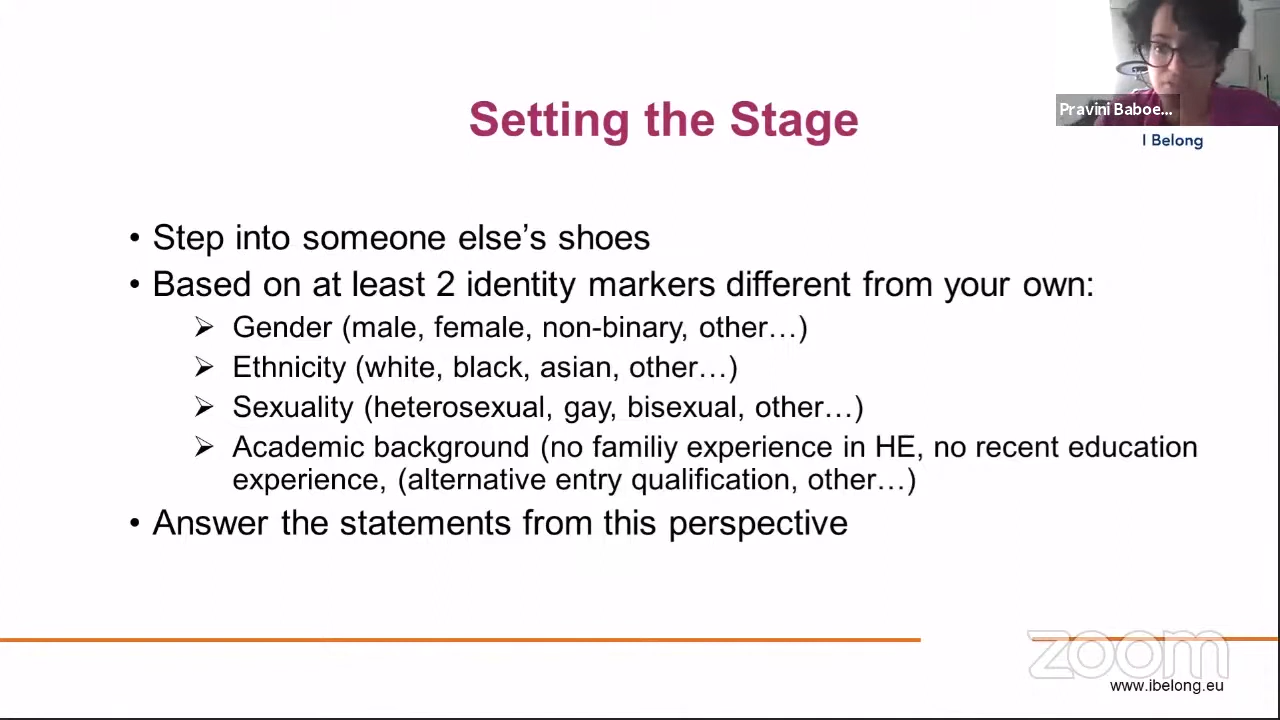 Setting the Stage
Pravini Baboe...
I Belong
• Step into someone else’s shoes
• Based on at least 2 identity markers different from your own:
➢ Gender (male, female, non-binary, other…)
➢ Ethnicity (white, black, asian, other…)
➢ Sexuality (heterosexual, gay, bisexual, other…)
➢ Academic background (no familiy experience in HE, no recent education
experience, (alternative entry qualification, other…)
• Answer the statements from this perspective
zoom
www.ibelong.eu